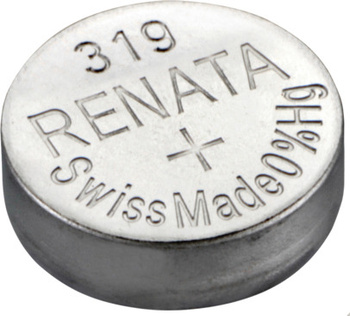 319
RENATA
+
Swiss Made 0%Hg